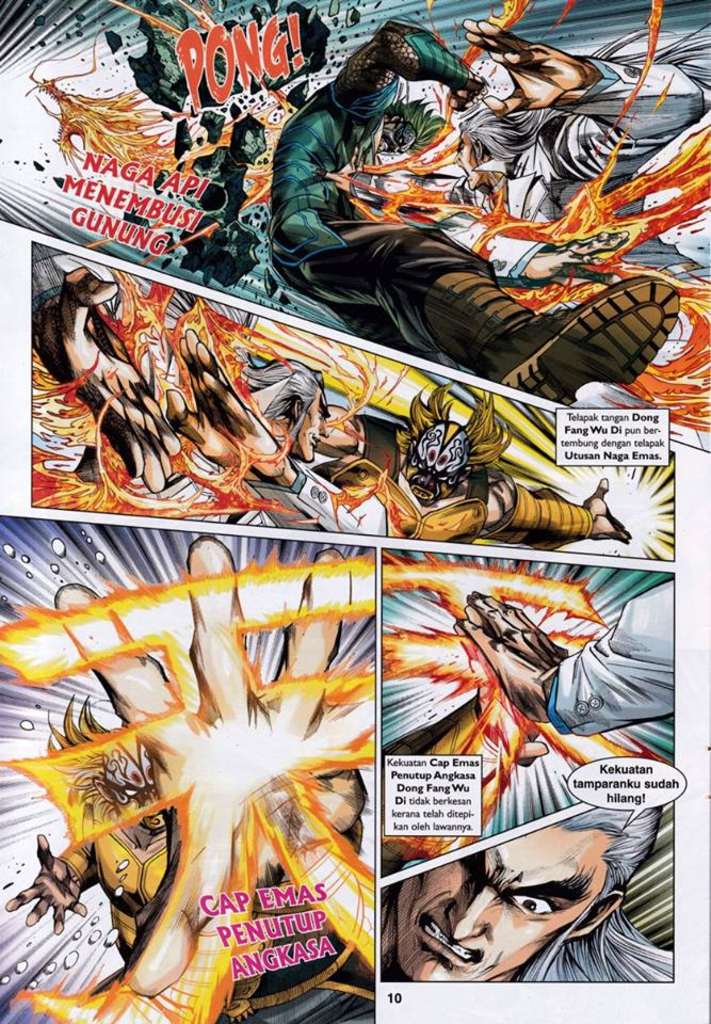 PONG!
NAGA API
MENEMBUSI
GUNUNG
Telapak tangan Dong
Fang Wu Di pun ber-
tembung dengan telapak
Utusan Naga Emas.
Kekuatan Cap Emas
Penutup Angkasa
Dong Fang Wu
Di tidak berkesan
kerana telah ditepi-
kan oleh lawannya.
Kekuatan
tamparanku sudah
hilang!
CAP EMAS
PENUTUP
ANGKASA
10